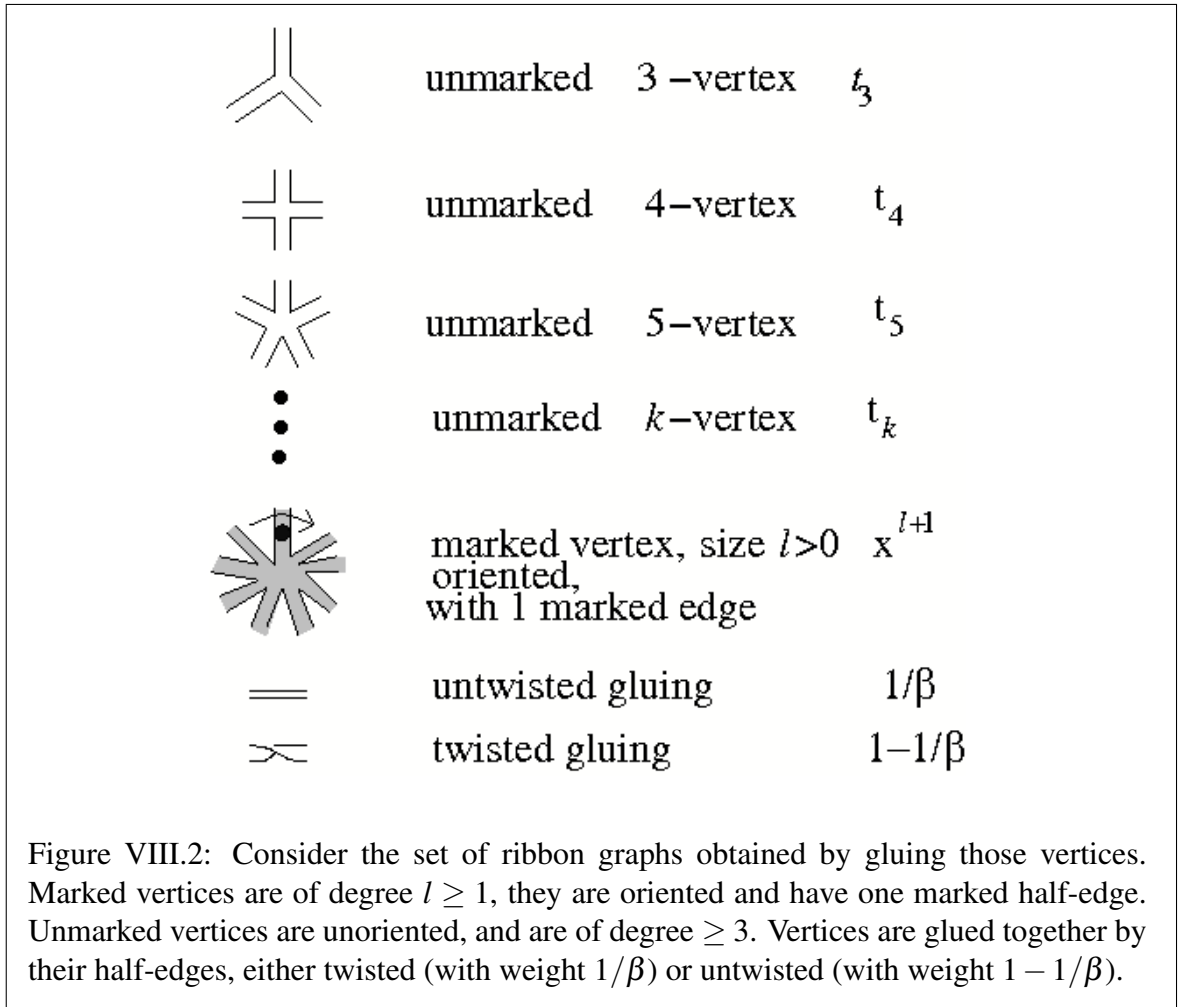 unmarked 3 –vertex t₃
unmarked 4–vertex t₄
unmarked 5–vertex t₅
unmarked k–vertex tₖ
marked vertex, size l>0 xˡ⁺¹
oriented,
with 1 marked edge
untwisted gluing 1/β
twisted gluing 1–1/β
Figure VIII.2: Consider the set of ribbon graphs obtained by gluing those vertices.
Marked vertices are of degree l ≥ 1, they are oriented and have one marked half-edge.
Unmarked vertices are unoriented, and are of degree ≥ 3. Vertices are glued together by
their half-edges, either twisted (with weight 1/β) or untwisted (with weight 1 − 1/β).